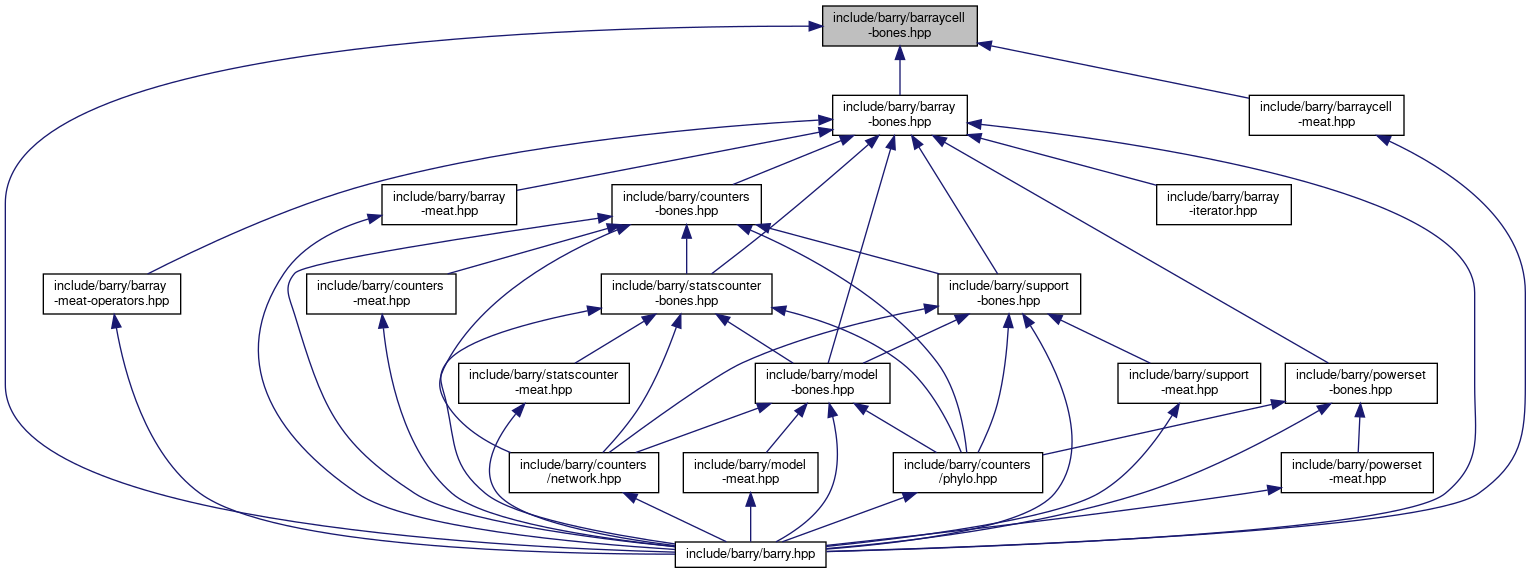 include/barry/barraycell
-bones.hpp
include/barry/barray
-bones.hpp
include/barry/barraycell
-meat.hpp
include/barry/barray
-meat.hpp
include/barry/counters
-bones.hpp
include/barry/barray
-iterator.hpp
include/barry/barray
-meat-operators.hpp
include/barry/counters
-meat.hpp
include/barry/statscounter
-bones.hpp
include/barry/support
-bones.hpp
include/barry/statscounter
-meat.hpp
include/barry/model
-bones.hpp
include/barry/support
-meat.hpp
include/barry/powerset
-bones.hpp
include/barry/counters
/network.hpp
include/barry/model
-meat.hpp
include/barry/counters
/phylo.hpp
include/barry/powerset
-meat.hpp
include/barry/barry.hpp